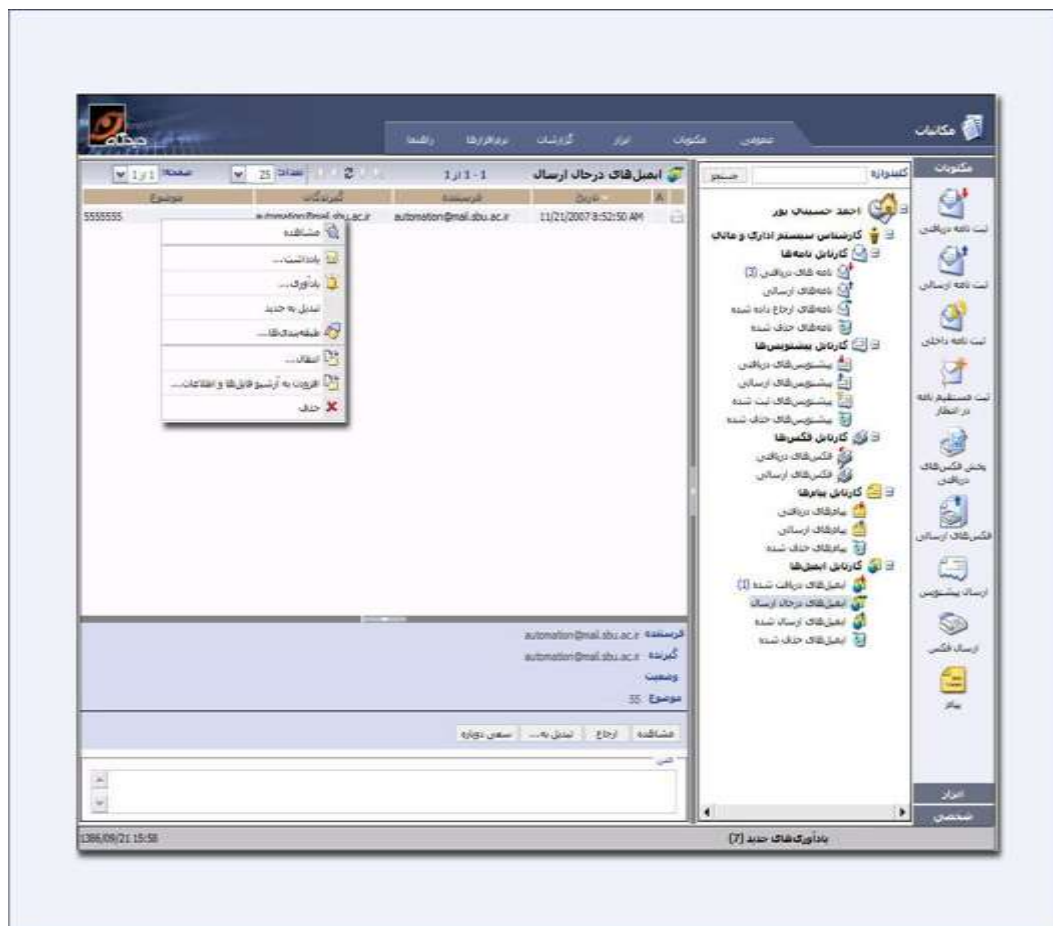 مکاتبات
عمومی مکتوبات ابزار گزارشات نرم‌افزارها راهنما
دیدگاه
مکتوبات
ثبت نامه دریافتی
ثبت نامه ارسالی
ثبت نامه داخلی
ثبت مستقیم نامه در انتظار
پخش فکس‌های دریافتی
فکس‌های ارسالی
ارسال پیشنویس
ارسال فکس
پیام
ابزار
شخصی
کلیدواژه جستجو
احمد حسینی پور
کارشناس سیستم اداری و مالی
کارتابل نامه‌ها
نامه های دریافتی (3)
نامه‌های ارسالی
نامه‌های ارجاع داده شده
نامه‌های حذف شده
کارتابل پیشنویس‌ها
پیشنویس‌های دریافتی
پیشنویس‌های ارسالی
پیشنویس‌های ثبت شده
پیشنویس‌های حذف شده
کارتابل فکس‌ها
فکس‌های دریافتی
فکس‌های ارسالی
کارتابل پیام‌ها
پیام‌های دریافتی
پیام‌های ارسالی
پیام‌های حذف شده
کارتابل ایمیل‌ها
ایمیل‌های دریافت شده (1)
ایمیل‌های درحال ارسال
ایمیل‌های ارسال شده
ایمیل‌های حذف شده
ایمیل‌های درحال ارسال 1-1 از 1 تعداد 25 صفحه 1 از 1
تاریخ فرستنده گیرندگان موضوع
11/21/2007 8:52:50 AM automation@mail.sbu.ac.ir automation@mail.sbu.ac.ir 5555555
مشاهده
یادداشت...
یادآوری...
تبدیل به جدید
طبقه‌بندی‌ها...
انتقال...
افزودن به آرشیو فایل‌ها و اطلاعات...
حذف
فرستنده automation@mail.sbu.ac.ir
گیرنده automation@mail.sbu.ac.ir
وضعیت
موضوع 55
مشاهده ارجاع تبدیل به... سعی دوباره
متن
یادآوری‌های جدید (7)
1386/09/21 15:58